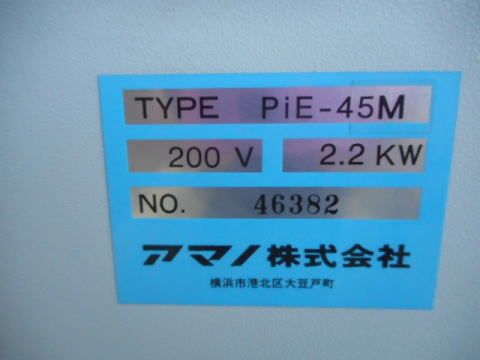 TYPE PiE-45M
200 V 2.2 KW
NO. 46382
アマノ株式会社
横浜市港北区大豆戸町